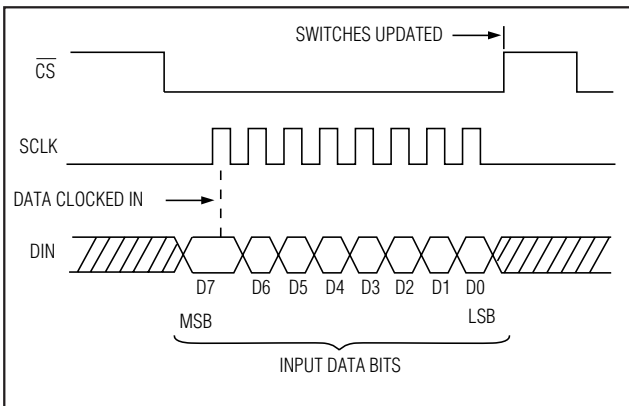 SWITCHES UPDATED
CS
SCLK
DATA CLOCKED IN
DIN
D7 D6 D5 D4 D3 D2 D1 D0
MSB LSB
INPUT DATA BITS